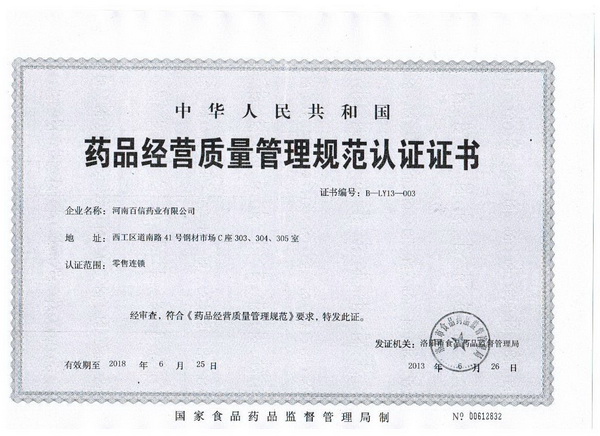 中华人民共和国
药品经营质量管理规范认证证书
证书编号：B—LY13—003
企业名称：河南百信药业有限公司
地 址：西工区道南路41号钢材市场C座303、304、305室
认证范围：零售连锁
经审查，符合《药品经营质量管理规范》要求，特发此证。
发证机关：洛阳市食品药品监督管理局
有效期至 2018 年 6 月 25 日
2013 年 6 月 26 日
国家食品药品监督管理局制
№ 00612832